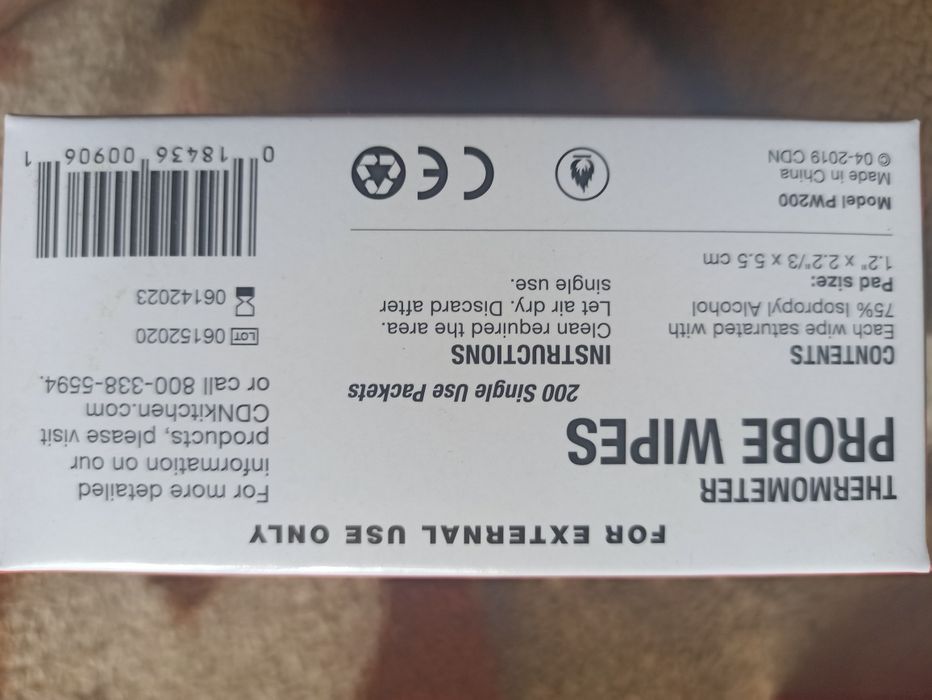 FOR EXTERNAL USE ONLY
THERMOMETER
PROBE WIPES
200 Single Use Packets
CONTENTS
Each wipe saturated with
75% Isopropyl Alcohol
Pad size:
1.2" x 2.2"/3 x 5.5 cm
INSTRUCTIONS
Clean required the area.
Let air dry. Discard after
single use.
Model PW200
Made in China
© 04-2019 CDN
CE
For more detailed
information on our
products, please visit
CDNkitchen.com
or call 800-338-5594.
LOT 06152020
06142023
0 18436 00906 1